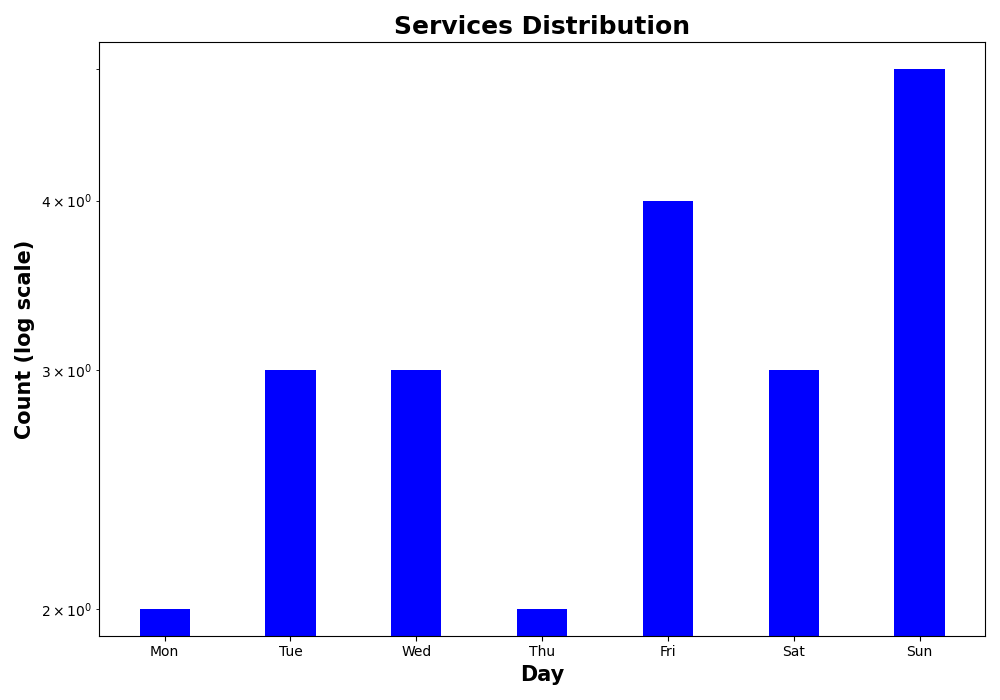 Services Distribution
Count (log scale)
4 × 10⁰
3 × 10⁰
2 × 10⁰
Mon Tue Wed Thu Fri Sat Sun
Day